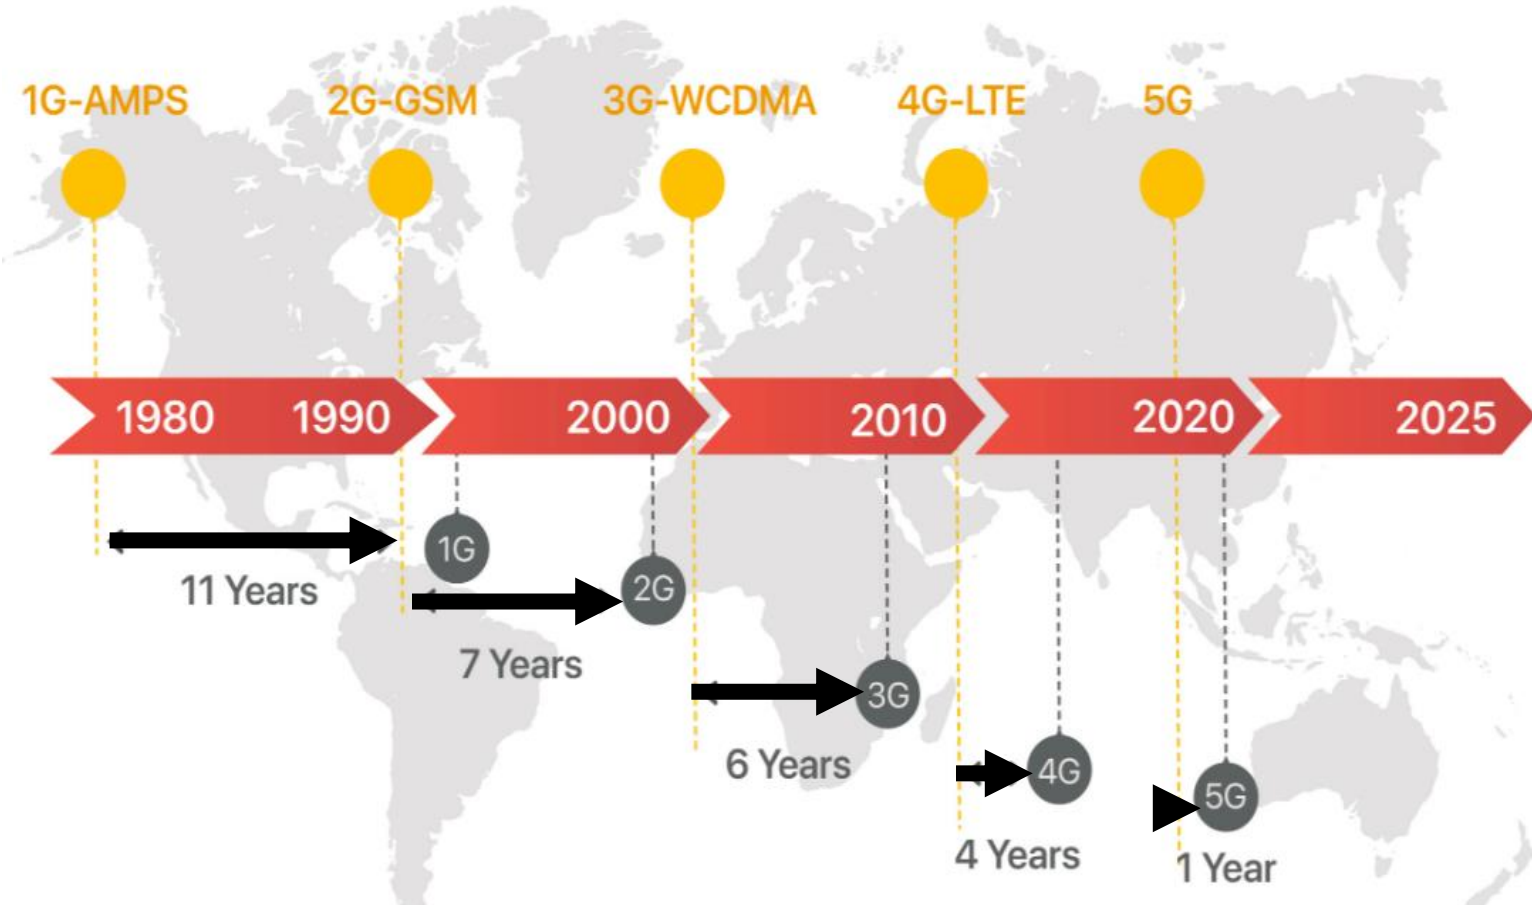 1G-AMPS 2G-GSM 3G-WCDMA 4G-LTE 5G
1980 1990 2000 2010 2020 2025
1G
11 Years
2G
7 Years
3G
6 Years
4G
4 Years
5G
1 Year